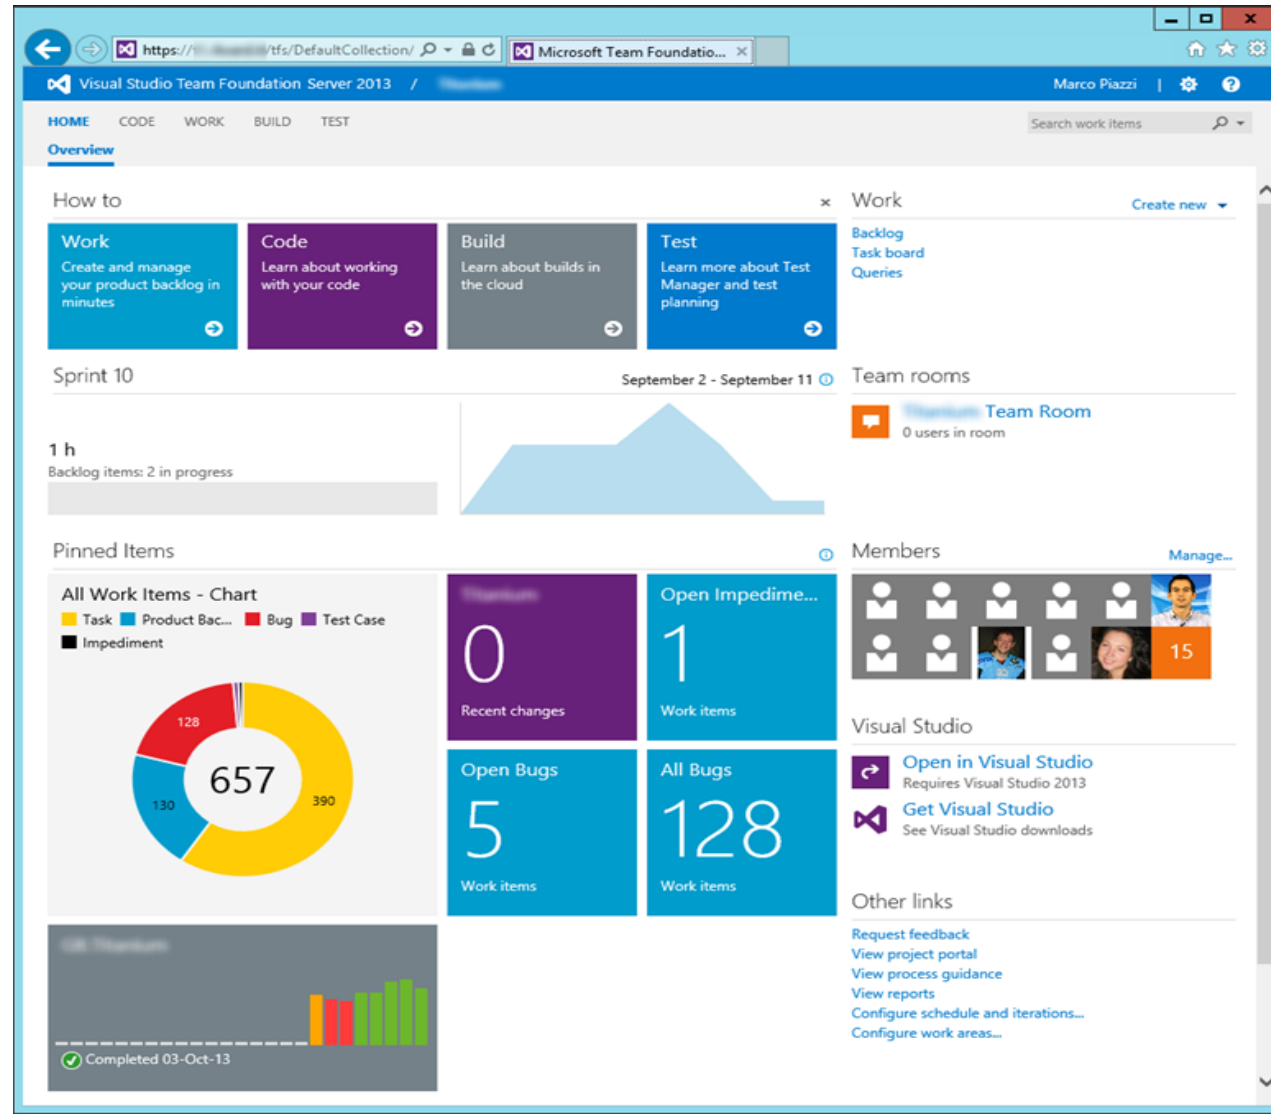 https://
/tfs/DefaultCollection/
Microsoft Team Foundatio...
Visual Studio Team Foundation Server 2013 /
Marco Piazzi |
HOME CODE WORK BUILD TEST
Search work items
Overview
How to
Work
Create and manage
your product backlog in
minutes
Code
Learn about working
with your code
Build
Learn about builds in
the cloud
Test
Learn more about Test
Manager and test
planning
Work
Create new
Backlog
Task board
Queries
Sprint 10
September 2 - September 11
1 h
Backlog items: 2 in progress
Team rooms
Team Room
0 users in room
Pinned Items
All Work Items - Chart
Task Product Bac... Bug Test Case
Impediment
128
130
390
657
0
Recent changes
Open Impedime...
1
Work items
Open Bugs
5
Work items
All Bugs
128
Work items
Completed 03-Oct-13
Members
Manage...
15
Visual Studio
Open in Visual Studio
Requires Visual Studio 2013
Get Visual Studio
See Visual Studio downloads
Other links
Request feedback
View project portal
View process guidance
View reports
Configure schedule and iterations...
Configure work areas...